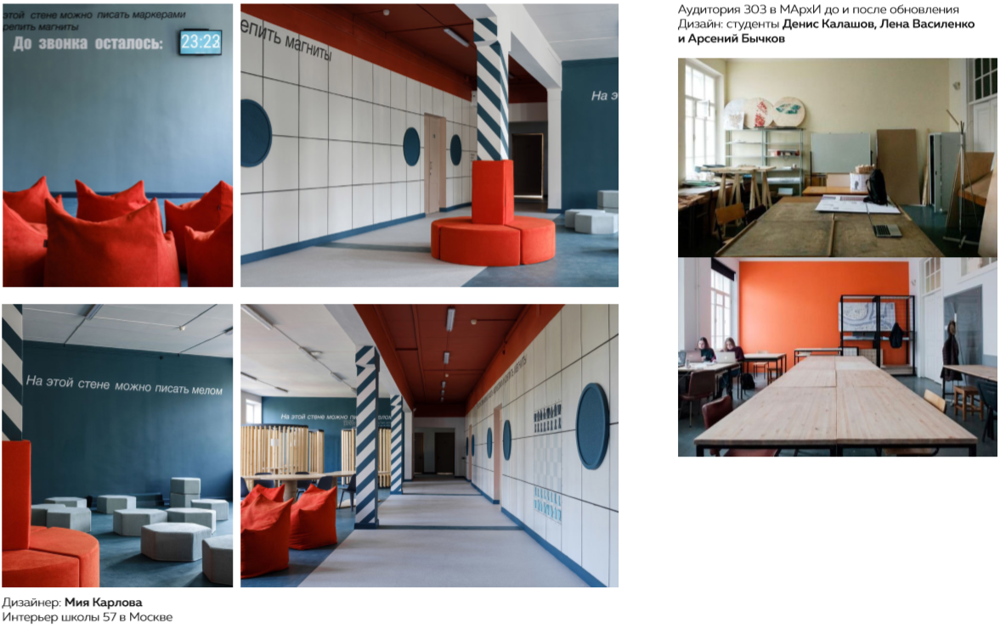 этой стене можно писать маркерами
репить магниты
До звонка осталось:
23:23
епить магниты
На э
На этой стене можно писать мелом
На этой стене можно
Дизайнер: Мия Карлова
Интерьер школы 57 в Москве
Аудитория 303 в МАрхИ до и после обновления
Дизайн: студенты Денис Калашов, Лена Василенко
и Арсений Бычков